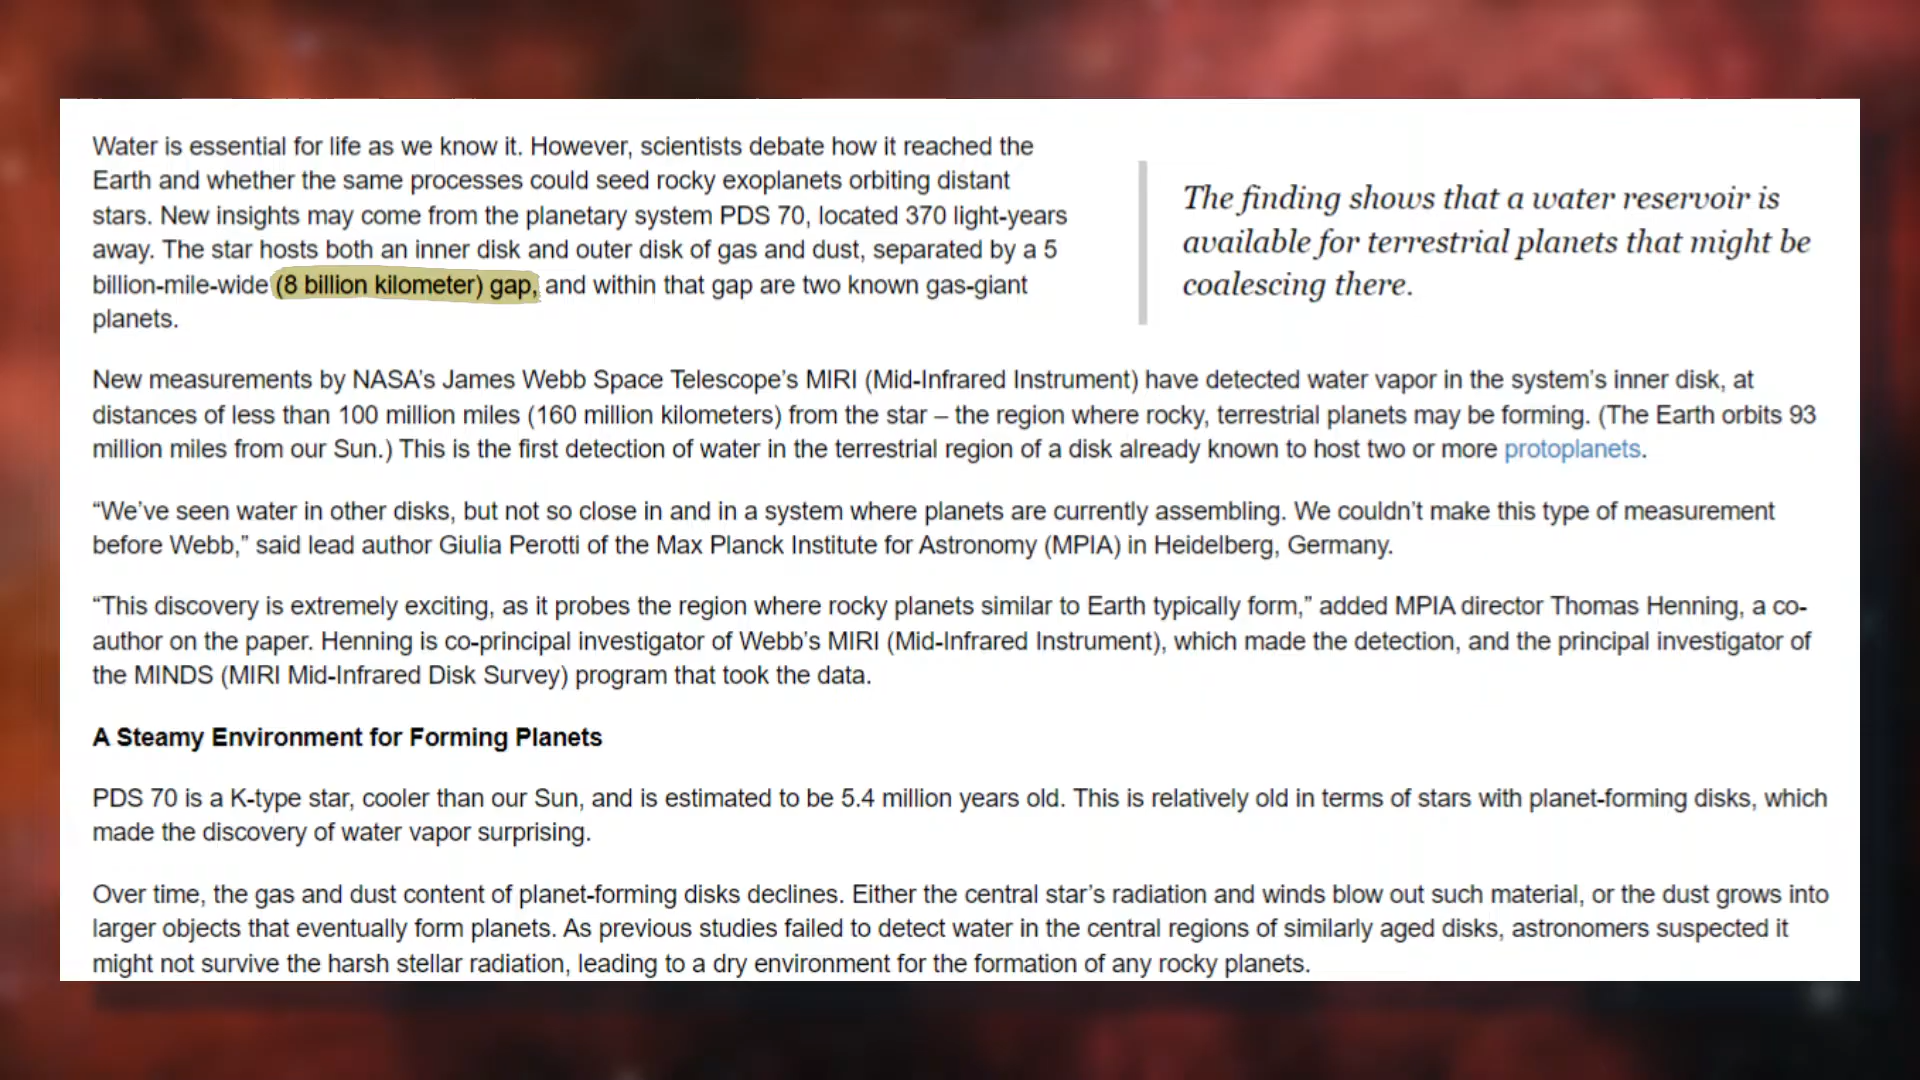 Water is essential for life as we know it. However, scientists debate how it reached the
Earth and whether the same processes could seed rocky exoplanets orbiting distant
stars. New insights may come from the planetary system PDS 70, located 370 light-years
away. The star hosts both an inner disk and outer disk of gas and dust, separated by a 5
billion-mile-wide (8 billion kilometer) gap, and within that gap are two known gas-giant
planets.
The finding shows that a water reservoir is
available for terrestrial planets that might be
coalescing there.
New measurements by NASA’s James Webb Space Telescope’s MIRI (Mid-Infrared Instrument) have detected water vapor in the system’s inner disk, at
distances of less than 100 million miles (160 million kilometers) from the star – the region where rocky, terrestrial planets may be forming. (The Earth orbits 93
million miles from our Sun.) This is the first detection of water in the terrestrial region of a disk already known to host two or more protoplanets.
“We’ve seen water in other disks, but not so close in and in a system where planets are currently assembling. We couldn’t make this type of measurement
before Webb,” said lead author Giulia Perotti of the Max Planck Institute for Astronomy (MPIA) in Heidelberg, Germany.
“This discovery is extremely exciting, as it probes the region where rocky planets similar to Earth typically form,” added MPIA director Thomas Henning, a co-
author on the paper. Henning is co-principal investigator of Webb’s MIRI (Mid-Infrared Instrument), which made the detection, and the principal investigator of
the MINDS (MIRI Mid-Infrared Disk Survey) program that took the data.
A Steamy Environment for Forming Planets
PDS 70 is a K-type star, cooler than our Sun, and is estimated to be 5.4 million years old. This is relatively old in terms of stars with planet-forming disks, which
made the discovery of water vapor surprising.
Over time, the gas and dust content of planet-forming disks declines. Either the central star’s radiation and winds blow out such material, or the dust grows into
larger objects that eventually form planets. As previous studies failed to detect water in the central regions of similarly aged disks, astronomers suspected it
might not survive the harsh stellar radiation, leading to a dry environment for the formation of any rocky planets.